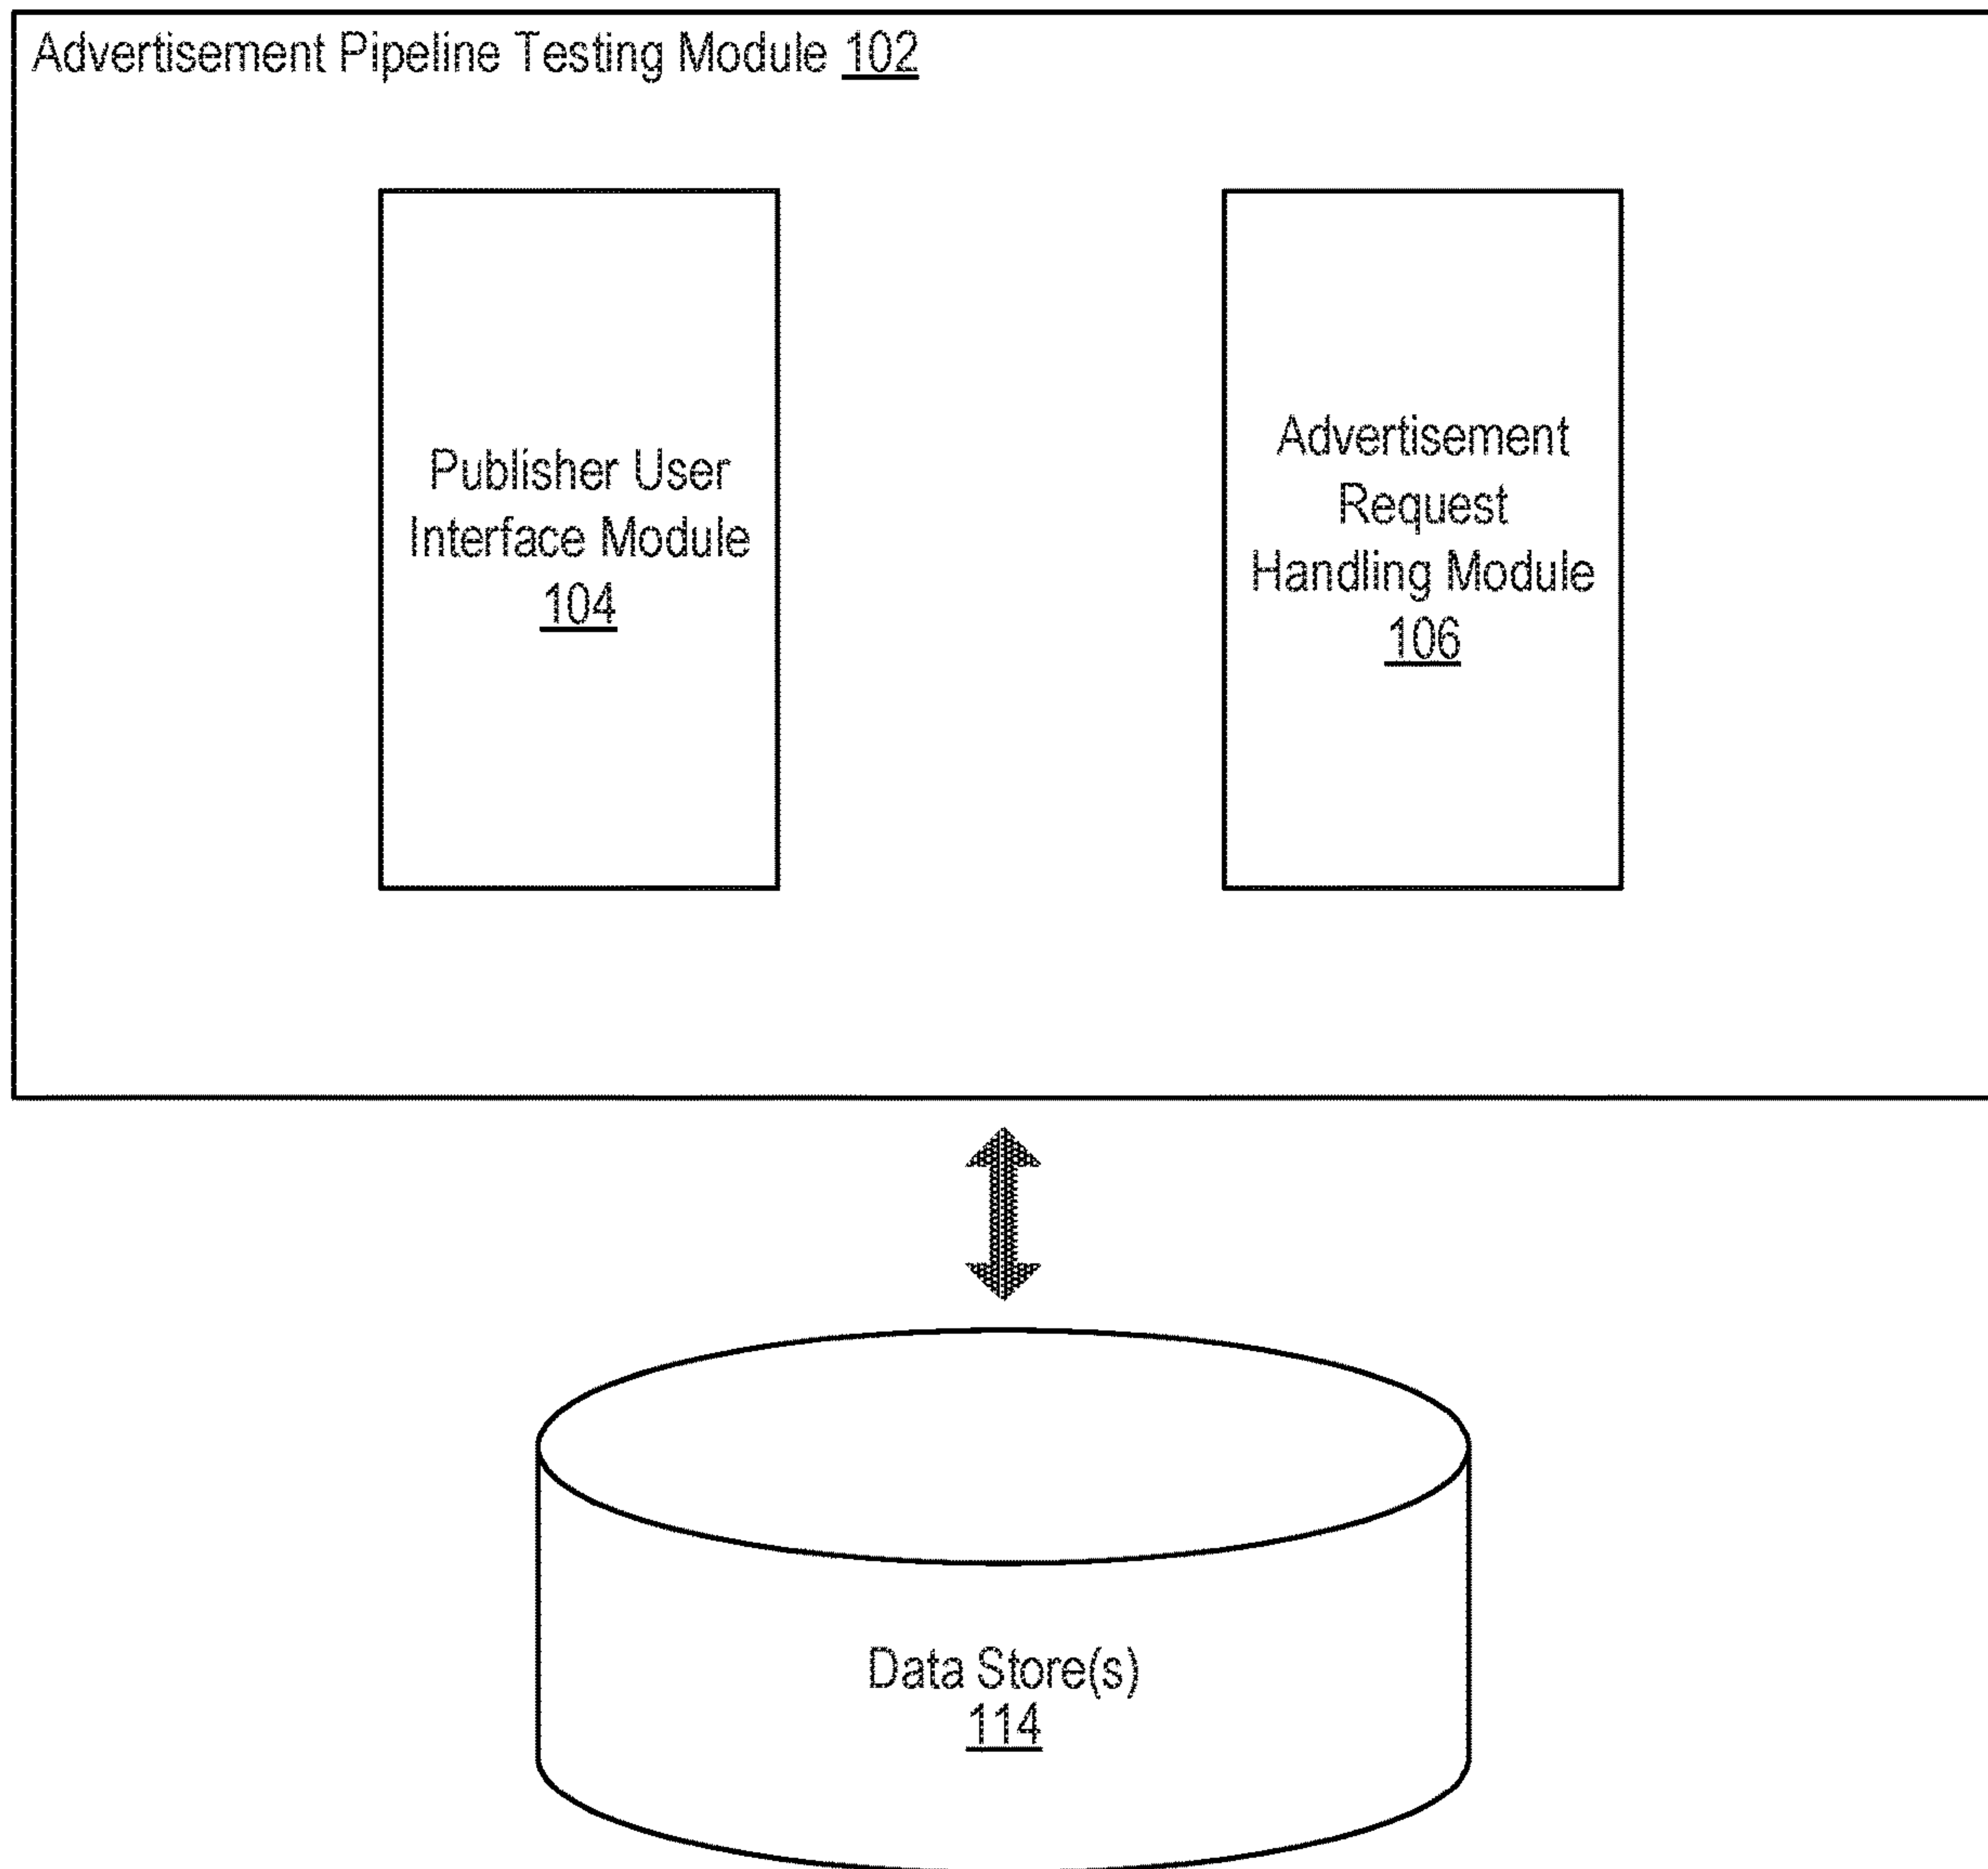 Advertisement Pipeline Testing Module 102
Publisher User
Interface Module
104
Advertisement
Request
Handling Module
106
Data Store(s)
114